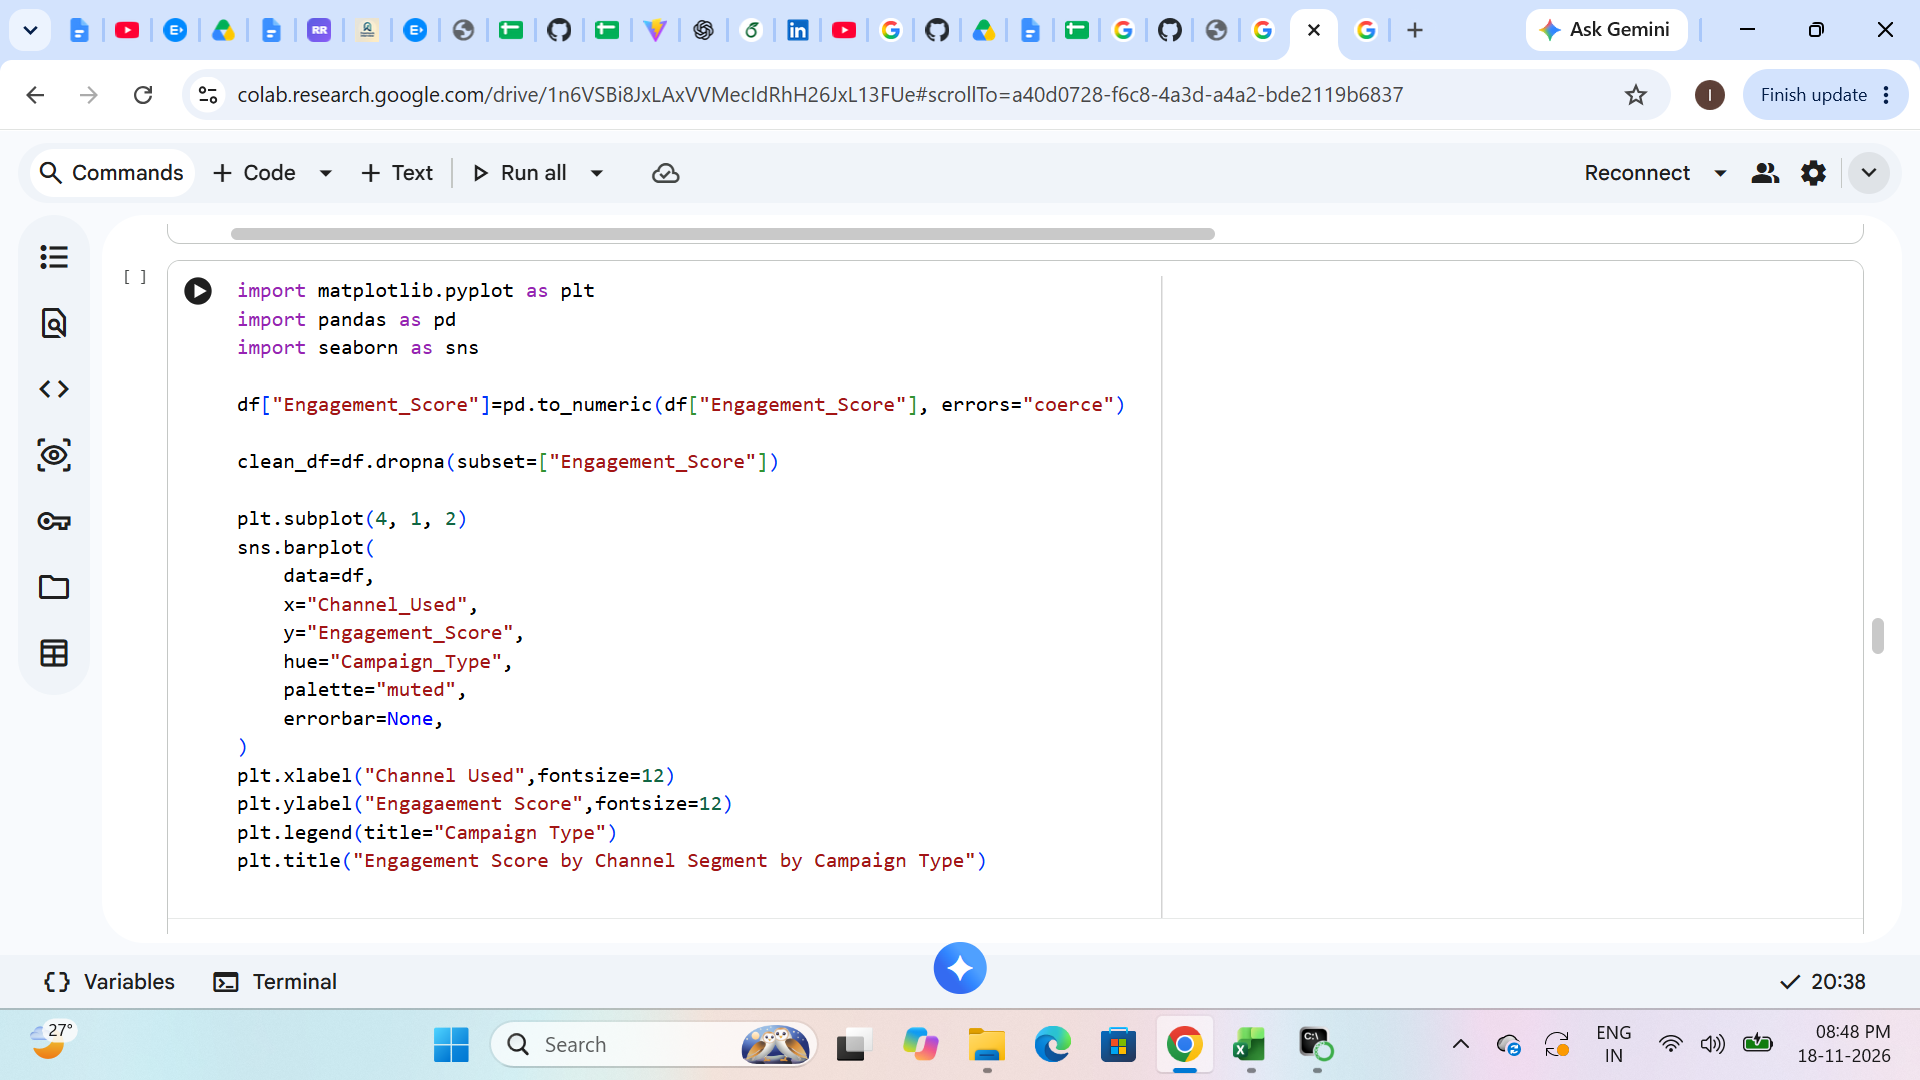 RR
Ask Gemini
colab.research.google.com/drive/1n6VSBi8JxLAxVVMecIdRhH26JxL13FUe#scrollTo=a40d0728-f6c8-4a3d-a4a2-bde2119b6837
I
Finish update
Commands
+ Code
+ Text
Run all
Reconnect
[ ]
import matplotlib.pyplot as plt
import pandas as pd
import seaborn as sns
df["Engagement_Score"]=pd.to_numeric(df["Engagement_Score"], errors="coerce")
clean_df=df.dropna(subset=["Engagement_Score"])
plt.subplot(4, 1, 2)
sns.barplot(
    data=df,
    x="Channel_Used",
    y="Engagement_Score",
    hue="Campaign_Type",
    palette="muted",
    errorbar=None,
)
plt.xlabel("Channel Used",fontsize=12)
plt.ylabel("Engagaement Score",fontsize=12)
plt.legend(title="Campaign Type")
plt.title("Engagement Score by Channel Segment by Campaign Type")
{} Variables
Terminal
20:38
27°
Search
ENG
IN
08:48 PM
18-11-2026